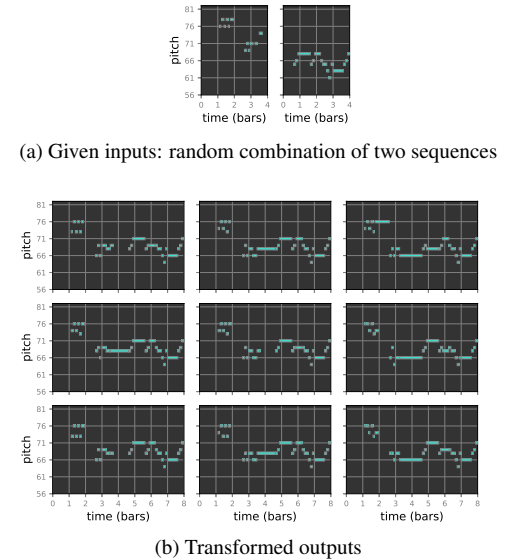 81
76
71
66
61
56
pitch
0 1 2 3 4 0 1 2 3 4
time (bars) time (bars)
(a) Given inputs: random combination of two sequences
81
76
71
66
61
56
pitch
81
76
71
66
61
56
pitch
81
76
71
66
61
56
pitch
0 1 2 3 4 5 6 7 8 0 1 2 3 4 5 6 7 8 0 1 2 3 4 5 6 7 8
time (bars) time (bars) time (bars)
(b) Transformed outputs